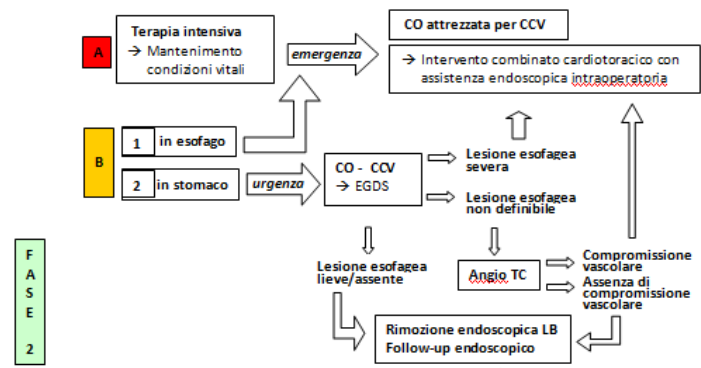 A
Terapia intensiva
→ Mantenimento
condizioni vitali
emergenza
CO attrezzata per CCV
→ Intervento combinato cardiotoracico con
assistenza endoscopica intraoperatoria
B
1 in esofago
2 in stomaco
urgenza
CO - CCV
→ EGDS
Lesione esofagea
severa
Lesione esofagea
non definibile
Lesione esofagea
lieve/assente
Angio TC
Compromissione
vascolare
Assenza di
compromissione
vascolare
Rimozione endoscopica LB
Follow-up endoscopico
F
A
S
E
2